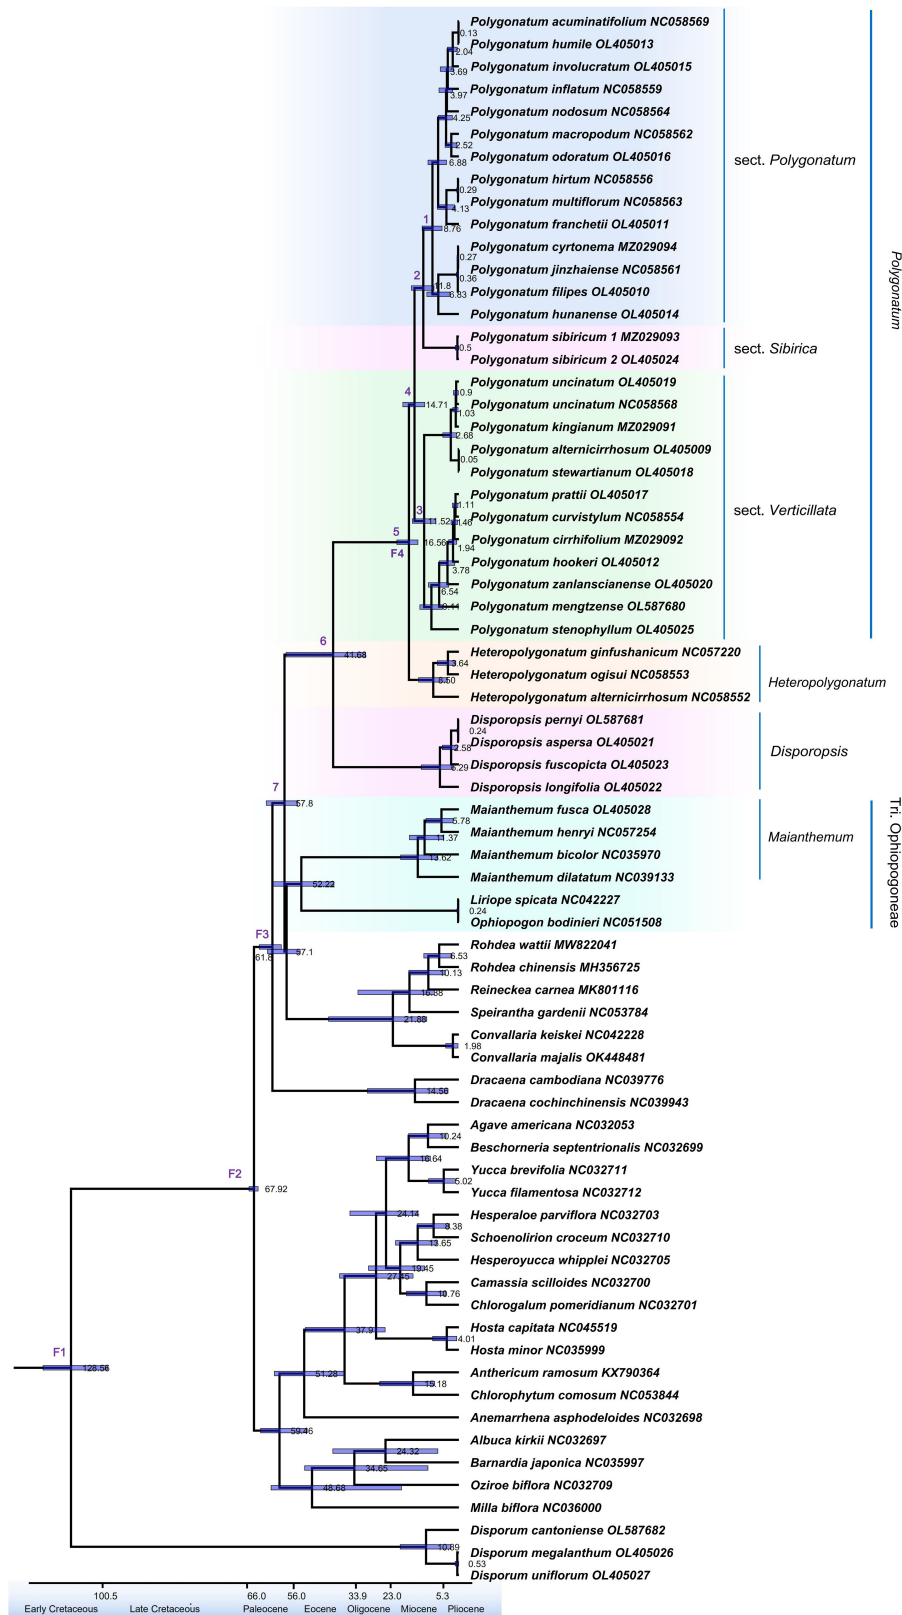 Polygonatum acuminatifolium NC058569
0.13
Polygonatum humile OL405013
2.04
Polygonatum involucratum OL405015
3.69
Polygonatum inflatum NC058559
3.97
Polygonatum nodosum NC058564
4.25
Polygonatum macropodum NC058562
2.52
Polygonatum odoratum OL405016
6.88
sect. Polygonatum
Polygonatum hirtum NC058556
0.29
Polygonatum multiflorum NC058563
4.13
Polygonatum franchetii OL405011
1
8.76
Polygonatum cyrtonema MZ029094
0.27
Polygonatum jinzhaiense NC058561
0.36
2
11.8
Polygonatum filipes OL405010
6.83
Polygonatum hunanense OL405014
Polygonatum
Polygonatum sibiricum 1 MZ029093
0.5
sect. Sibirica
Polygonatum sibiricum 2 OL405024
Polygonatum uncinatum OL405019
0.9
4
14.71
Polygonatum uncinatum NC058568
1.03
Polygonatum kingianum MZ029091
2.68
Polygonatum alternicirrhosum OL405009
0.05
Polygonatum stewartianum OL405018
Polygonatum prattii OL405017
1.11
3
11.52
Polygonatum curvistylum NC058554
1.46
sect. Verticillata
5
F4
16.56
Polygonatum cirrhifolium MZ029092
1.94
Polygonatum hookeri OL405012
3.78
Polygonatum zanlanscianense OL405020
6.54
Polygonatum mengtzense OL587680
Polygonatum stenophyllum OL405025
6
41.68
Heteropolygonatum ginfushanicum NC057220
3.64
Heteropolygonatum ogisui NC058553
8.50
Heteropolygonatum
Heteropolygonatum alternicirrhosum NC058552
Disporopsis pernyi OL587681
0.24
Disporopsis aspersa OL405021
2.58
Disporopsis
Disporopsis fuscopicta OL405023
6.29
Disporopsis longifolia OL405022
7
57.8
Maianthemum fusca OL405028
5.78
Maianthemum henryi NC057254
11.37
Maianthemum
Maianthemum bicolor NC035970
13.62
Maianthemum dilatatum NC039133
52.22
Tri. Ophiopogoneae
Liriope spicata NC042227
0.24
Ophiopogon bodinieri NC051508
F3
61.8
57.1
Rohdea wattii MW822041
6.53
Rohdea chinensis MH356725
10.13
Reineckea carnea MK801116
15.88
Speirantha gardenii NC053784
21.88
Convallaria keiskei NC042228
1.98
Convallaria majalis OK448481
Dracaena cambodiana NC039776
14.56
Dracaena cochinchinensis NC039943
Agave americana NC032053
10.24
Beschorneria septentrionalis NC032699
16.64
Yucca brevifolia NC032711
5.02
F2
67.92
Yucca filamentosa NC032712
Hesperaloe parviflora NC032703
24.14
8.38
Schoenolirion croceum NC032710
13.65
Hesperoyucca whipplei NC032705
19.45
27.45
Camassia scilloides NC032700
10.76
Chlorogalum pomeridianum NC032701
Hosta capitata NC045519
37.9
4.01
Hosta minor NC035999
F1
128.56
Anthericum ramosum KX790364
51.28
15.18
Chlorophytum comosum NC053844
Anemarrhena asphodeloides NC032698
59.46
Albuca kirkii NC032697
24.32
Barnardia japonica NC035997
34.65
Oziroe biflora NC032709
48.68
Milla biflora NC036000
Disporum cantoniense OL587682
10.89
Disporum megalanthum OL405026
0.53
Disporum uniflorum OL405027
100.5 66.0 56.0 33.9 23.0 5.3
Early Cretaceous Late Cretaceous Paleocene Eocene Oligocene Miocene Pliocene